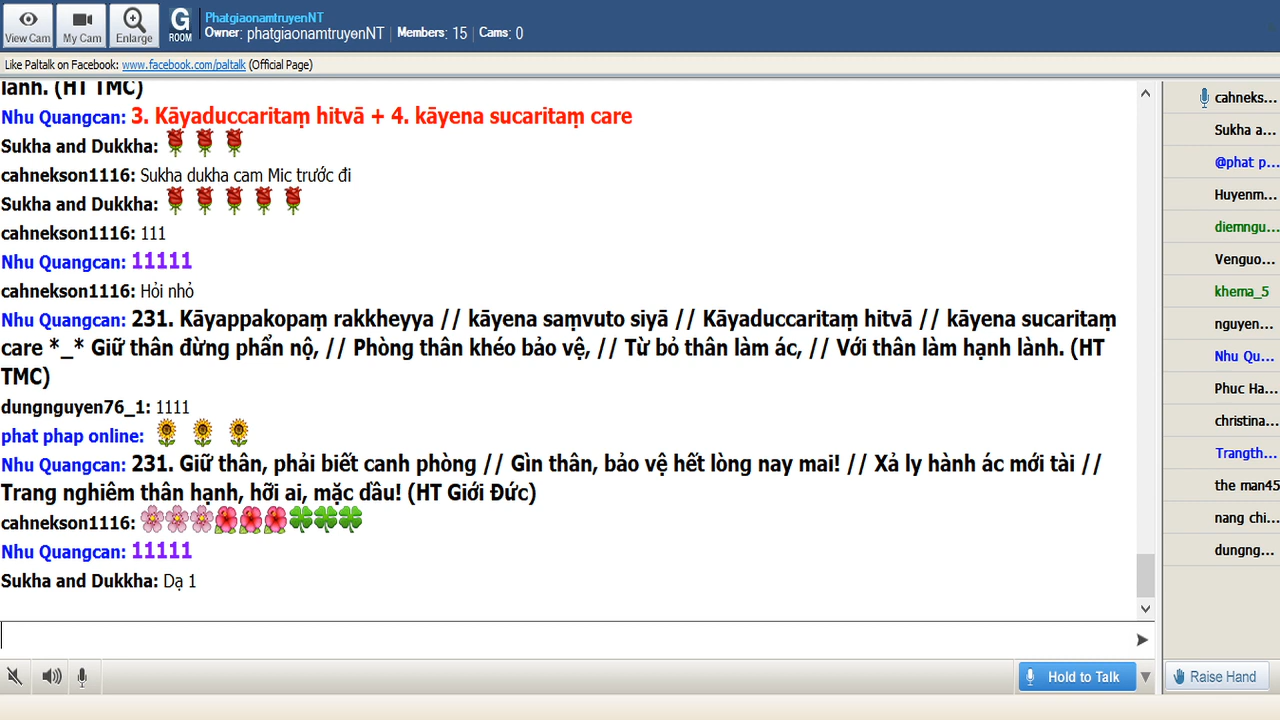 View Cam
My Cam
Enlarge
G
ROOM
PhatgiaonamtruyenNT
Owner: phatgiaonamtruyenNT | Members: 15 | Cams: 0
Like Paltalk on Facebook: www.facebook.com/paltalk (Official Page)
lành. (HT TMC)
Nhu Quangcan: 3. Kāyaduccaritaṃ hitvā + 4. kāyena sucaritaṃ care
Sukha and Dukkha:
cahnekson1116: Sukha dukha cam Mic trước đi
Sukha and Dukkha:
cahnekson1116: 111
Nhu Quangcan: 11111
cahnekson1116: Hỏi nhỏ
Nhu Quangcan: 231. Kāyappakopaṃ rakkheyya // kāyena saṃvuto siyā // Kāyaduccaritaṃ hitvā // kāyena sucaritaṃ
care *_* Giữ thân đừng phẩn nộ, // Phòng thân khéo bảo vệ, // Từ bỏ thân làm ác, // Với thân làm hạnh lành. (HT
TMC)
dungnguyen76_1: 1111
phat phap online:
Nhu Quangcan: 231. Giữ thân, phải biết canh phòng // Gìn thân, bảo vệ hết lòng nay mai! // Xả ly hành ác mới tài //
Trang nghiêm thân hạnh, hỡi ai, mặc dầu! (HT Giới Đức)
cahnekson1116:
Nhu Quangcan: 11111
Sukha and Dukkha: Dạ 1
cahneks...
Sukha a...
@phat p...
Huyenm...
diemngu...
Venguo...
khema_5
nguyen...
Nhu Qu...
Phuc Ha...
christina...
Trangth...
the man45
nang chi...
dungng...
Hold to Talk
Raise Hand